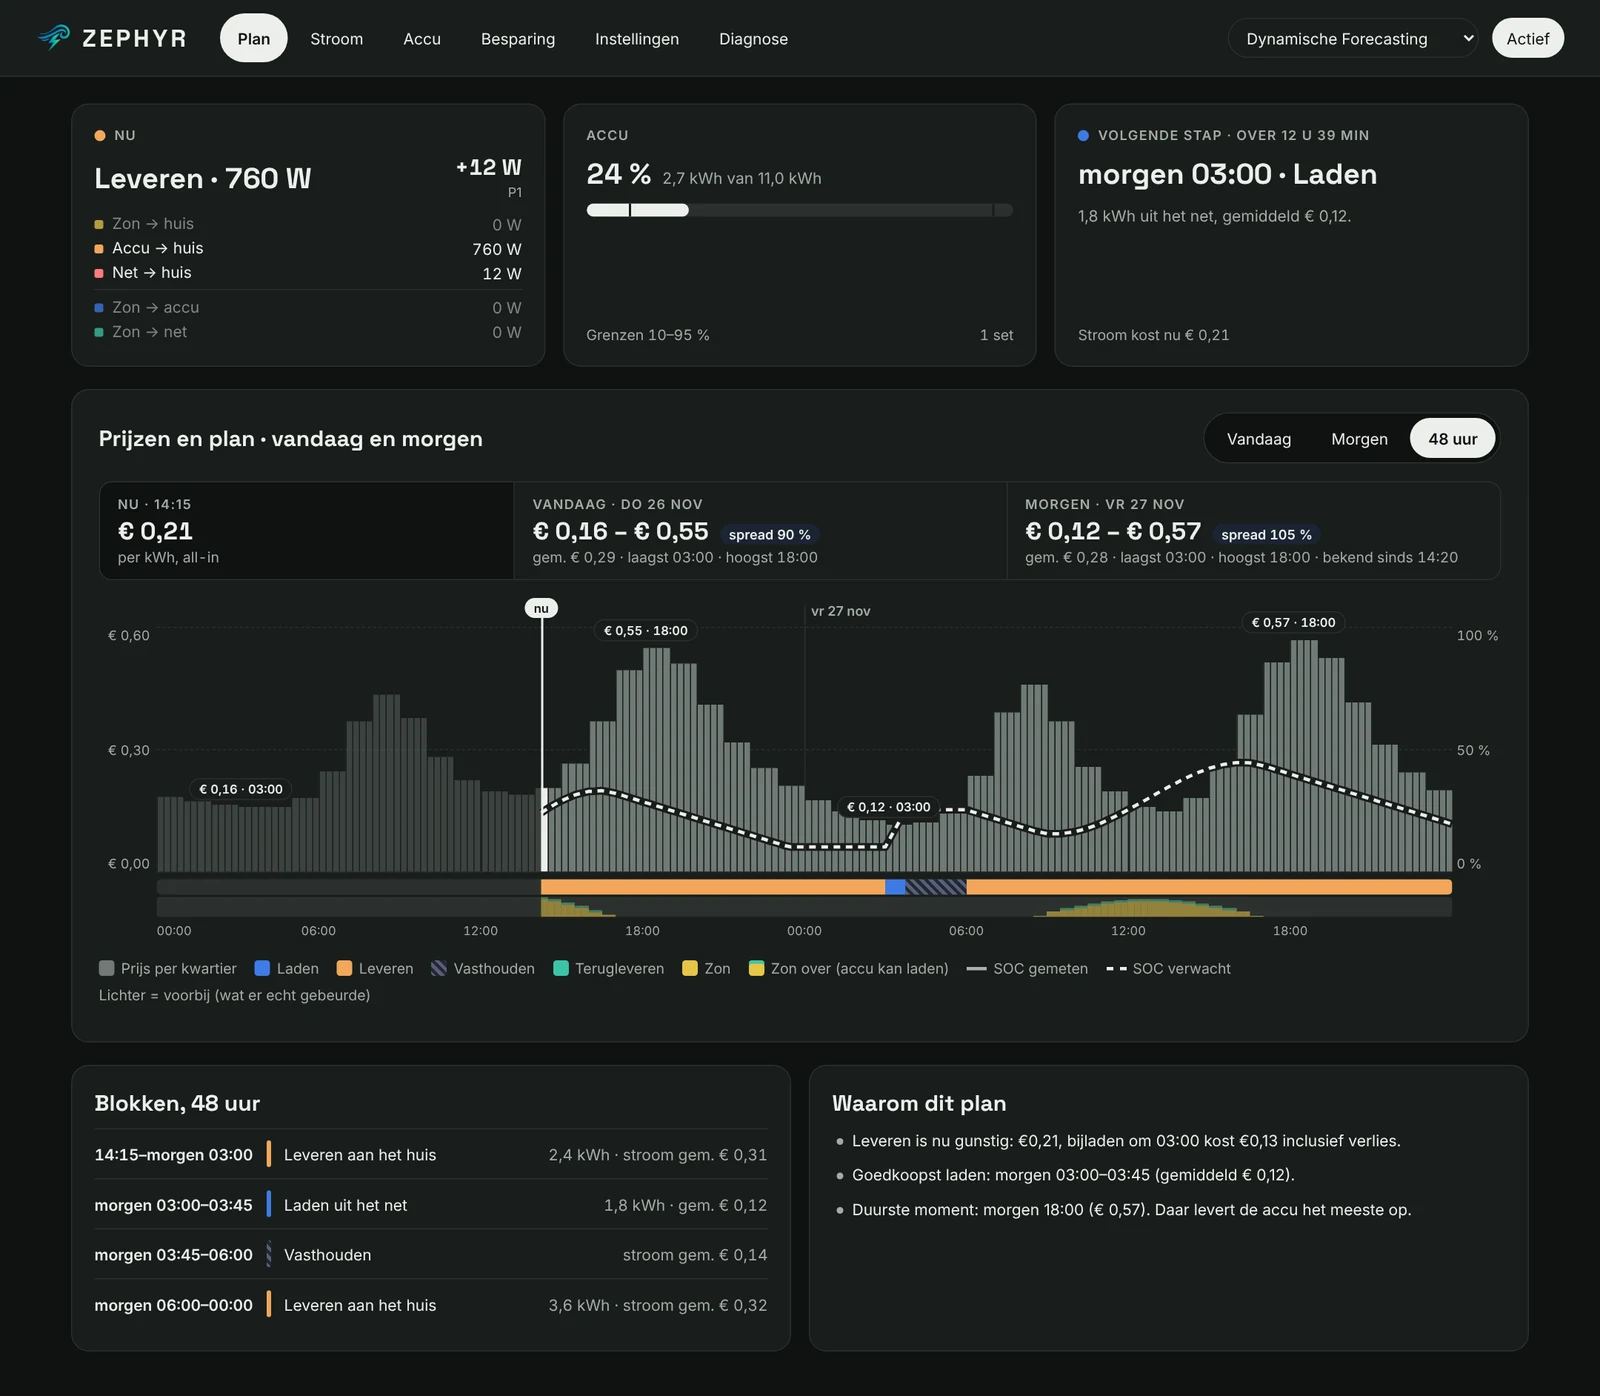 ZEPHYR
Plan
Stroom
Accu
Besparing
Instellingen
Diagnose
Dynamische Forecasting
Actief
NU
Leveren · 760 W
+12 W
P1
Zon → huis 0 W
Accu → huis 760 W
Net → huis 12 W
Zon → accu 0 W
Zon → net 0 W
ACCU
24 % 2,7 kWh van 11,0 kWh
Grenzen 10–95 % 1 set
VOLGENDE STAP · OVER 12 U 39 MIN
morgen 03:00 · Laden
1,8 kWh uit het net, gemiddeld € 0,12.
Stroom kost nu € 0,21
Prijzen en plan · vandaag en morgen
Vandaag
Morgen
48 uur
NU · 14:15
€ 0,21
per kWh, all-in
VANDAAG · DO 26 NOV
€ 0,16 – € 0,55 spread 90 %
gem. € 0,29 · laagst 03:00 · hoogst 18:00
MORGEN · VR 27 NOV
€ 0,12 – € 0,57 spread 105 %
gem. € 0,28 · laagst 03:00 · hoogst 18:00 · bekend sinds 14:20
nu
vr 27 nov
€ 0,60
€ 0,30
€ 0,00
€ 0,16 · 03:00
€ 0,55 · 18:00
€ 0,12 · 03:00
€ 0,57 · 18:00
100 %
50 %
0 %
00:00 06:00 12:00 18:00 00:00 06:00 12:00 18:00
Prijs per kwartier Laden Leveren Vasthouden Terugleveren Zon Zon over (accu kan laden) SOC gemeten SOC verwacht
Lichter = voorbij (wat er echt gebeurde)
Blokken, 48 uur
14:15–morgen 03:00 Leveren aan het huis 2,4 kWh · stroom gem. € 0,31
morgen 03:00–03:45 Laden uit het net 1,8 kWh · gem. € 0,12
morgen 03:45–06:00 Vasthouden stroom gem. € 0,14
morgen 06:00–00:00 Leveren aan het huis 3,6 kWh · stroom gem. € 0,32
Waarom dit plan
Leveren is nu gunstig: €0,21, bijladen om 03:00 kost €0,13 inclusief verlies.
Goedkoopst laden: morgen 03:00–03:45 (gemiddeld € 0,12).
Duurste moment: morgen 18:00 (€ 0,57). Daar levert de accu het meeste op.